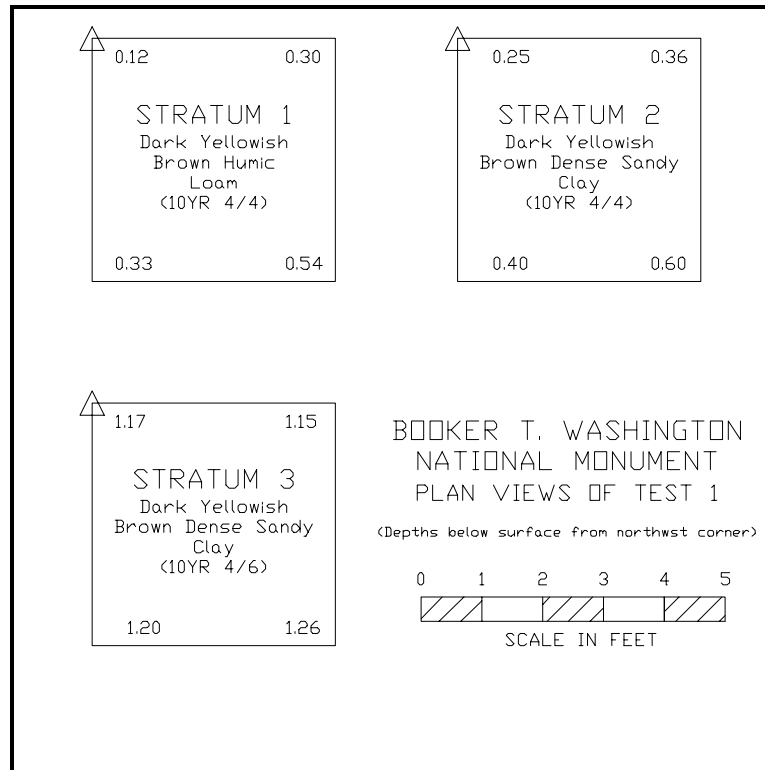 0.12 0.30
STRATUM 1
Dark Yellowish
Brown Humic
Loam
(10YR 4/4)
0.33 0.54
0.25 0.36
STRATUM 2
Dark Yellowish
Brown Dense Sandy
Clay
(10YR 4/4)
0.40 0.60
1.17 1.15
STRATUM 3
Dark Yellowish
Brown Dense Sandy
Clay
(10YR 4/6)
1.20 1.26
BOOKER T. WASHINGTON
NATIONAL MONUMENT
PLAN VIEWS OF TEST 1
(Depths below surface from northwst corner)
0 1 2 3 4 5
SCALE IN FEET